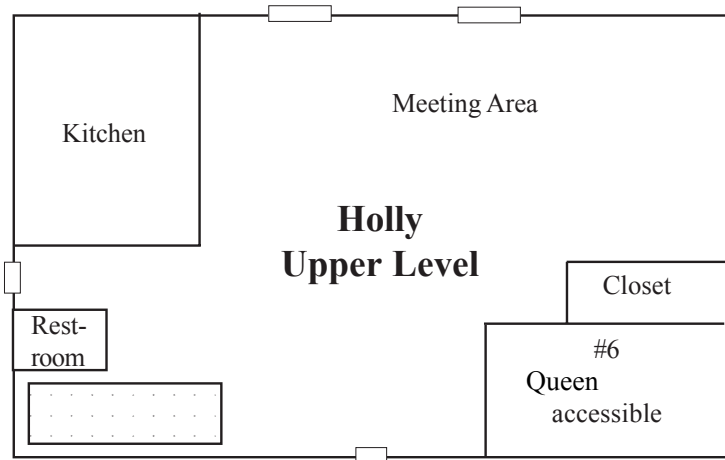 Meeting Area
Kitchen
Holly
Upper Level
Closet
Rest-
room
#6
Queen
accessible